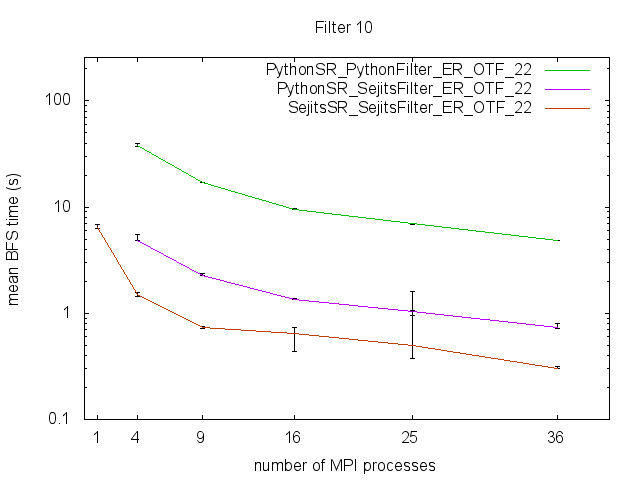 Filter 10
PythonSR_PythonFilter_ER_OTF_22
PythonSR_SejitsFilter_ER_OTF_22
SejitsSR_SejitsFilter_ER_OTF_22
100
10
1
0.1
mean BFS time (s)
1 4 9 16 25 36
number of MPI processes